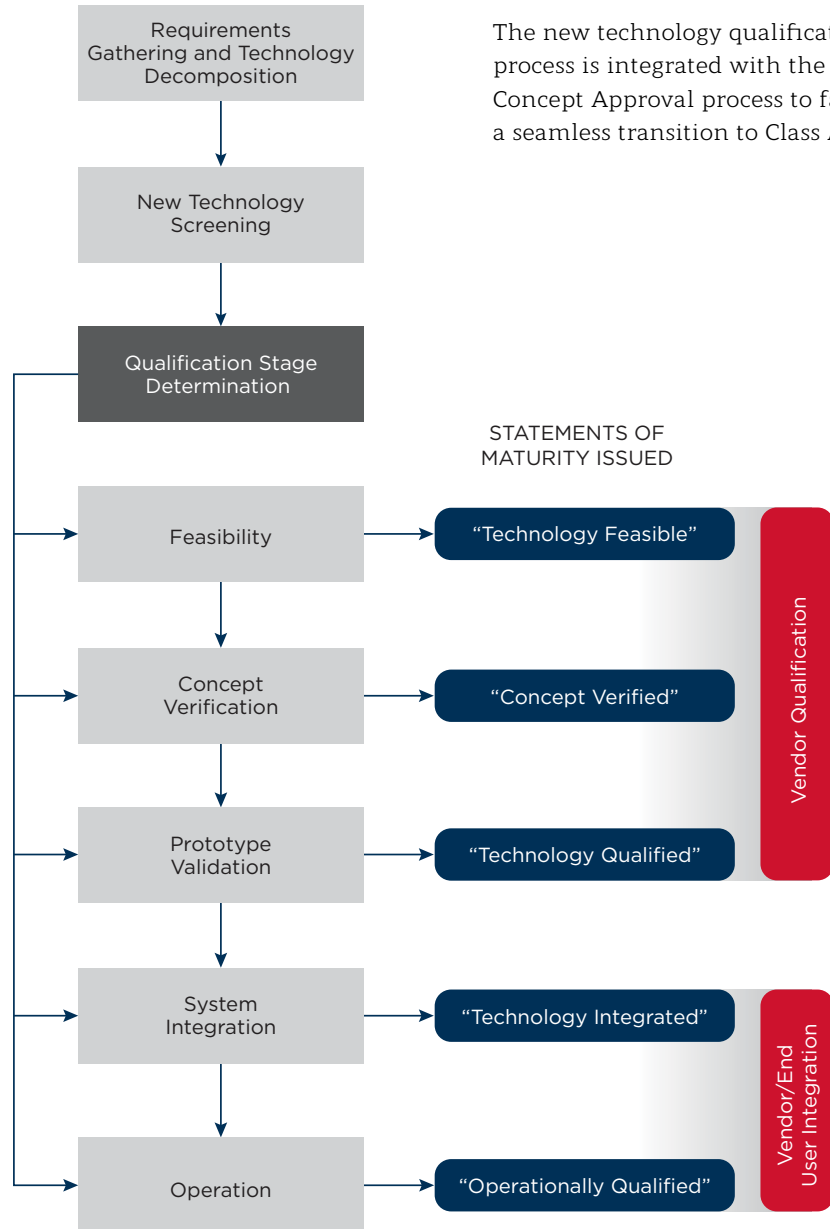 Requirements
Gathering and Technology
Decomposition
The new technology
process is integrated with the
Concept Approval process to
a seamless transition to Class
New Technology
Screening
Qualification Stage
Determination
STATEMENTS OF
MATURITY ISSUED
Feasibility
“Technology Feasible”
Concept
Verification
“Concept Verified”
Prototype
Validation
“Technology Qualified”
Vendor Qualification
System
Integration
“Technology Integrated”
Operation
“Operationally Qualified”
Vendor/End
User Integration